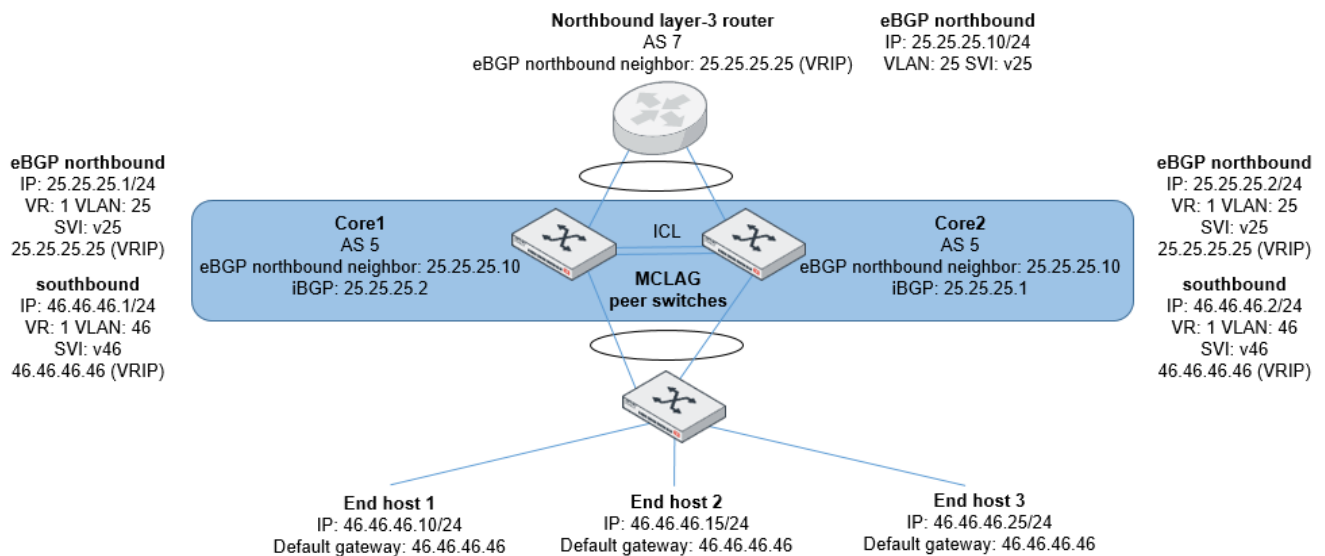 Northbound layer-3 router
AS 7
eBGP northbound neighbor: 25.25.25.25 (VRIP)
eBGP northbound
IP: 25.25.25.10/24
VLAN: 25 SVI: v25
eBGP northbound
IP: 25.25.25.1/24
VR: 1 VLAN: 25
SVI: v25
25.25.25.25 (VRIP)
southbound
IP: 46.46.46.1/24
VR: 1 VLAN: 46
SVI: v46
46.46.46.46 (VRIP)
Core1
AS 5
eBGP northbound neighbor: 25.25.25.10
iBGP: 25.25.25.2
ICL
MCLAG
peer switches
Core2
AS 5
eBGP northbound neighbor: 25.25.25.10
iBGP: 25.25.25.1
eBGP northbound
IP: 25.25.25.2/24
VR: 1 VLAN: 25
SVI: v25
25.25.25.25 (VRIP)
southbound
IP: 46.46.46.2/24
VR: 1 VLAN: 46
SVI: v46
46.46.46.46 (VRIP)
End host 1
IP: 46.46.46.10/24
Default gateway: 46.46.46.46
End host 2
IP: 46.46.46.15/24
Default gateway: 46.46.46.46
End host 3
IP: 46.46.46.25/24
Default gateway: 46.46.46.46